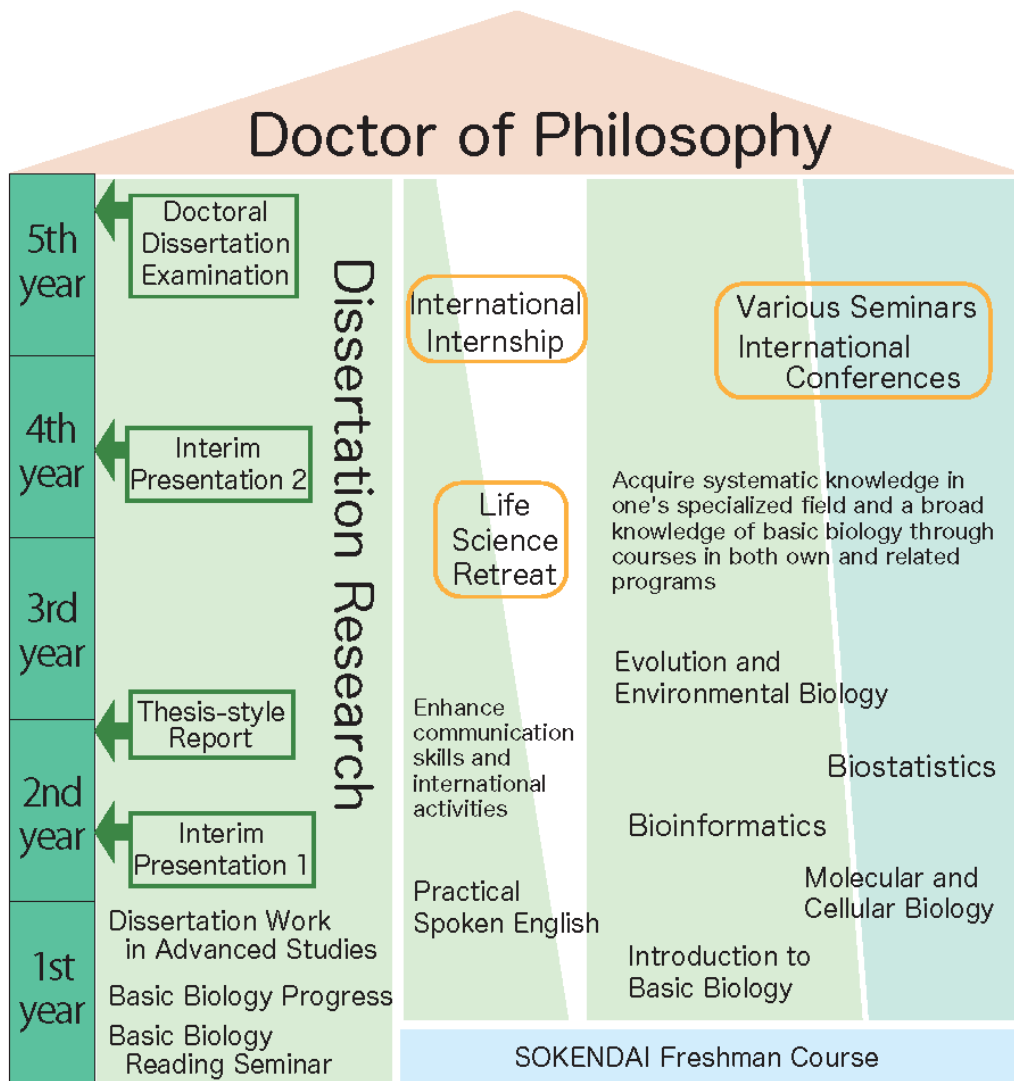 Doctor of Philosophy
5th
year
4th
year
3rd
year
2nd
year
1st
year
Doctoral
Dissertation
Examination
Interim
Presentation 2
Thesis-style
Report
Interim
Presentation 1
Dissertation Work
in Advanced Studies
Basic Biology Progress
Basic Biology
Reading Seminar
Dissertation Research
International
Internship
Life
Science
Retreat
Enhance
communication
skills and
international
activities
Practical
Spoken English
Various Seminars
International
Conferences
Acquire systematic knowledge in
one's specialized field and a broad
knowledge of basic biology through
courses in both own and related
programs
Evolution and
Environmental Biology
Biostatistics
Bioinformatics
Molecular and
Cellular Biology
Introduction to
Basic Biology
SOKENDAI Freshman Course